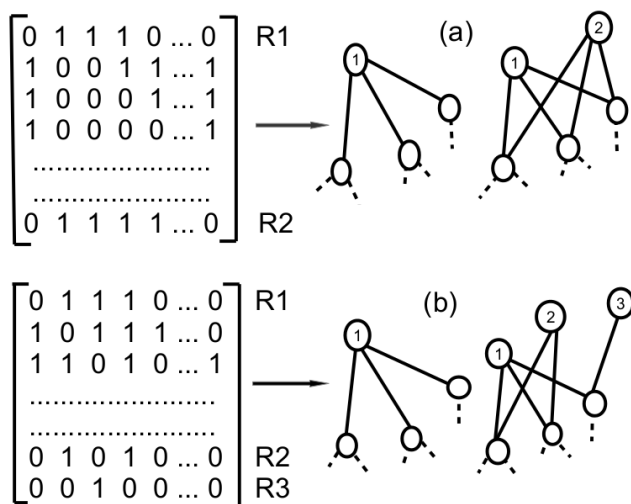 0 1 1 1 0 ... 0 R1
1 0 0 1 1 ... 1
1 0 0 0 1 ... 1
1 0 0 0 0 ... 1
........................
........................
0 1 1 1 1 ... 0 R2
(a)
1
1
2
0 1 1 1 0 ... 0 R1
1 0 1 1 1 ... 0
1 1 0 1 0 ... 1
........................
........................
0 1 0 1 0 ... 0 R2
0 0 1 0 0 ... 0 R3
(b)
1
1
2
3